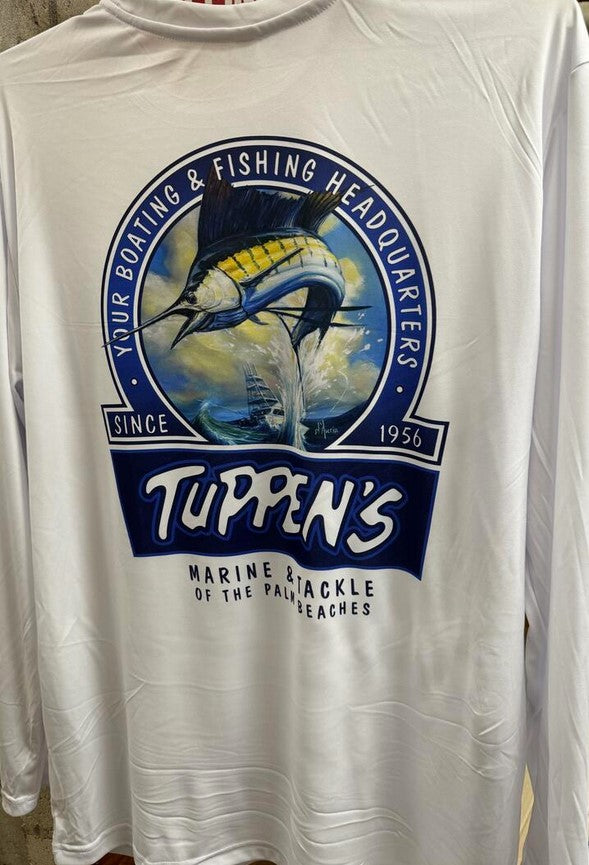 • YOUR BOATING & FISHING HEADQUARTERS •
SINCE 1956
TUPPEN'S
MARINE & TACKLE
OF THE PALM BEACHES